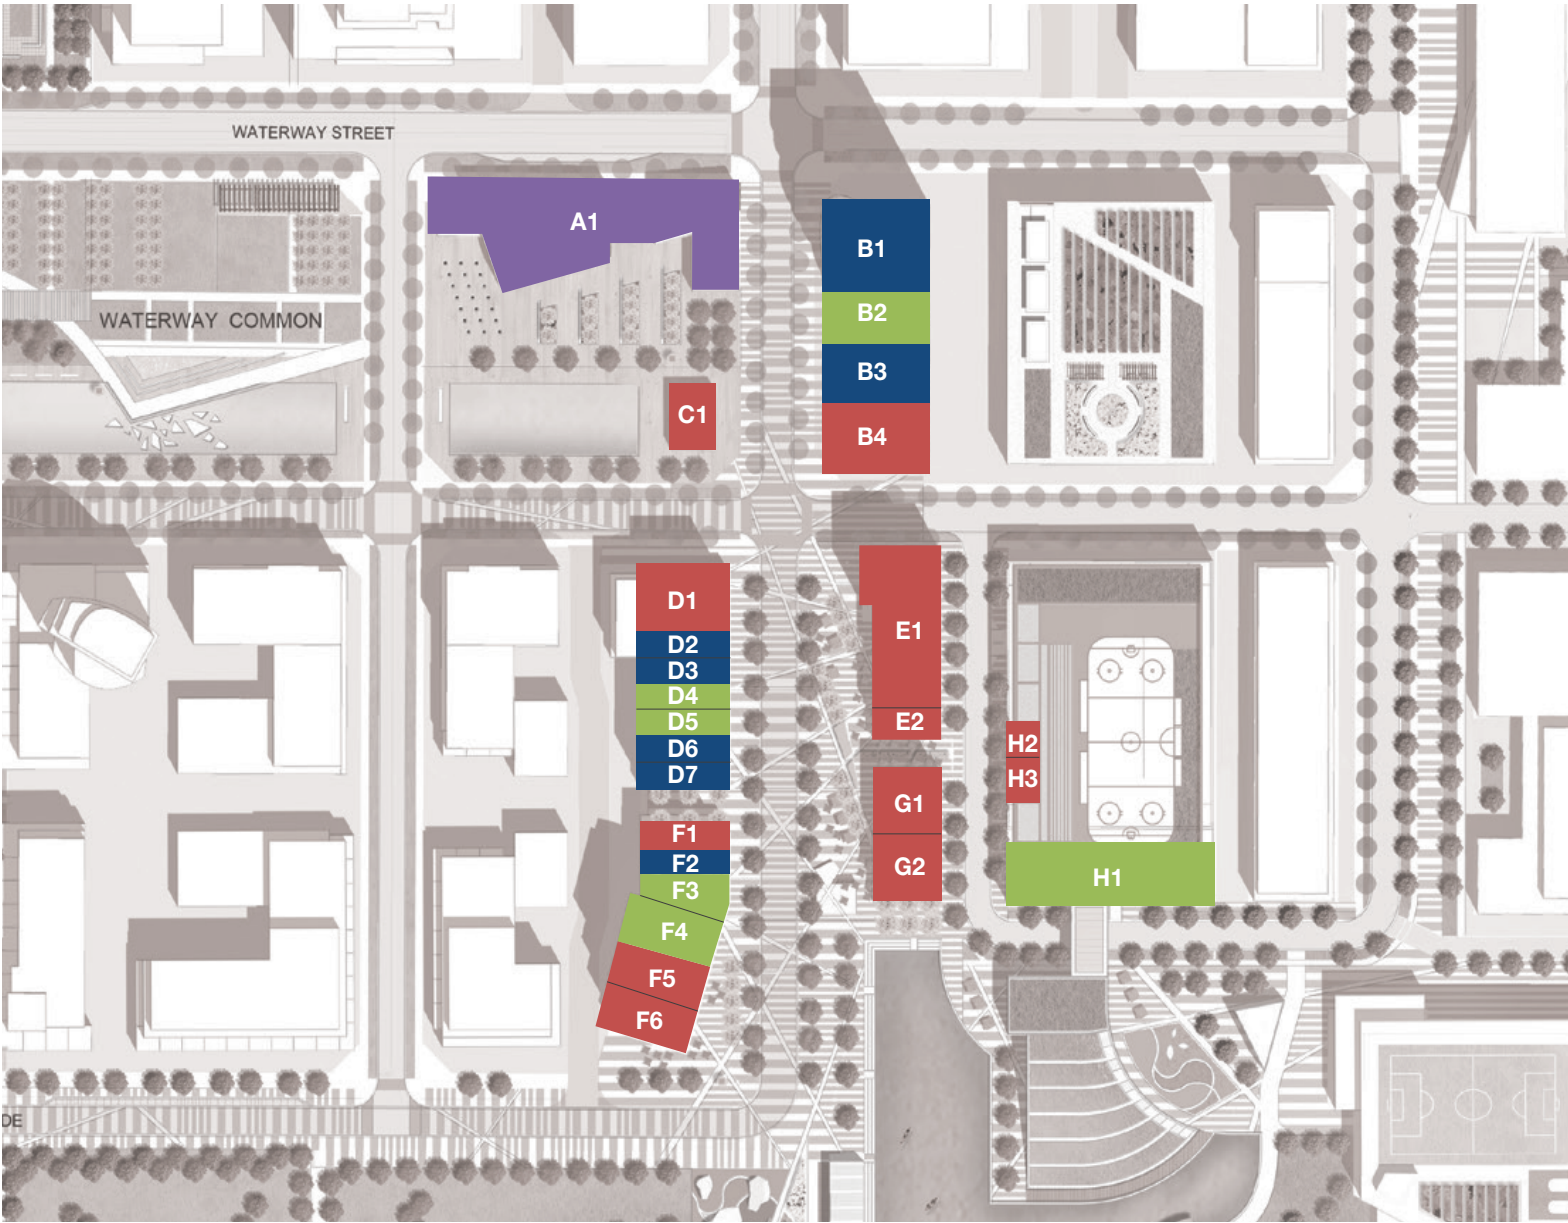 WATERWAY STREET
A1
B1
B2
WATERWAY COMMON
B3
C1
B4
D1
E1
D2
D3
D4
D5
E2
D6
H2
D7
H3
G1
F1
F2
G2
F3
H1
F4
F5
F6
DE